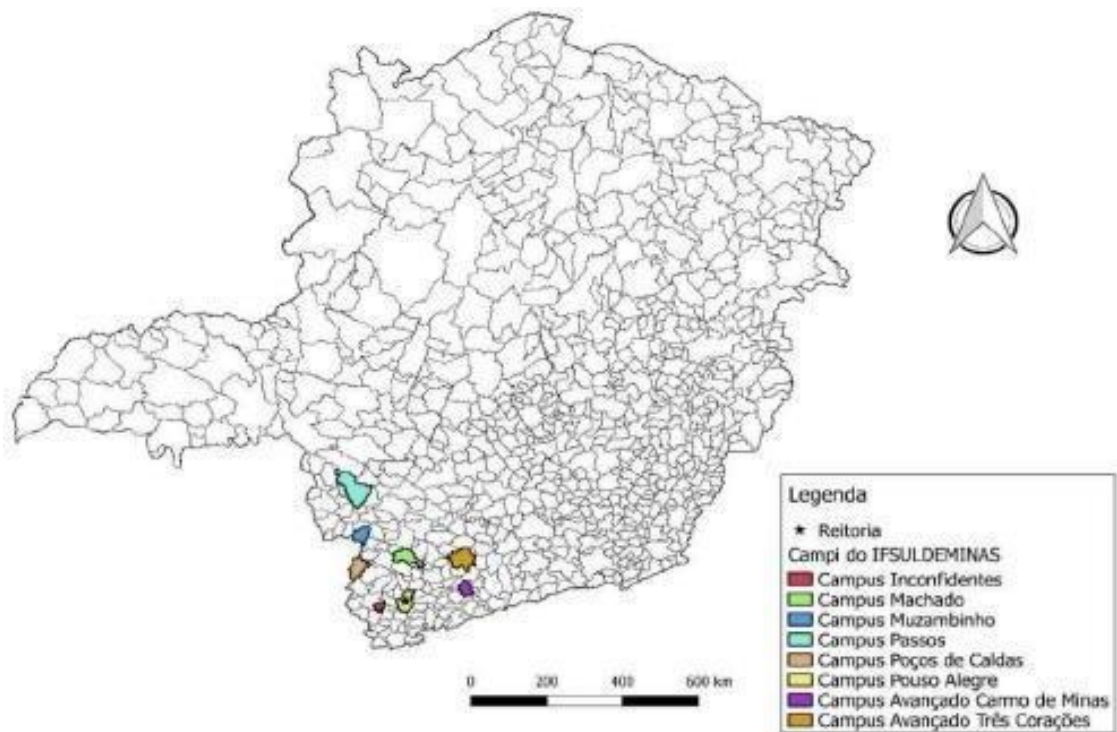 Legenda
Reitoria
Campi do IFSULDEMINAS
Campus Inconfidentes
Campus Machado
Campus Muzambinho
Campus Passos
Campus Poços de Caldas
Campus Pouso Alegre
Campus Avançado Carmo de Minas
Campus Avançado Três Corações
0 200 400 600 km